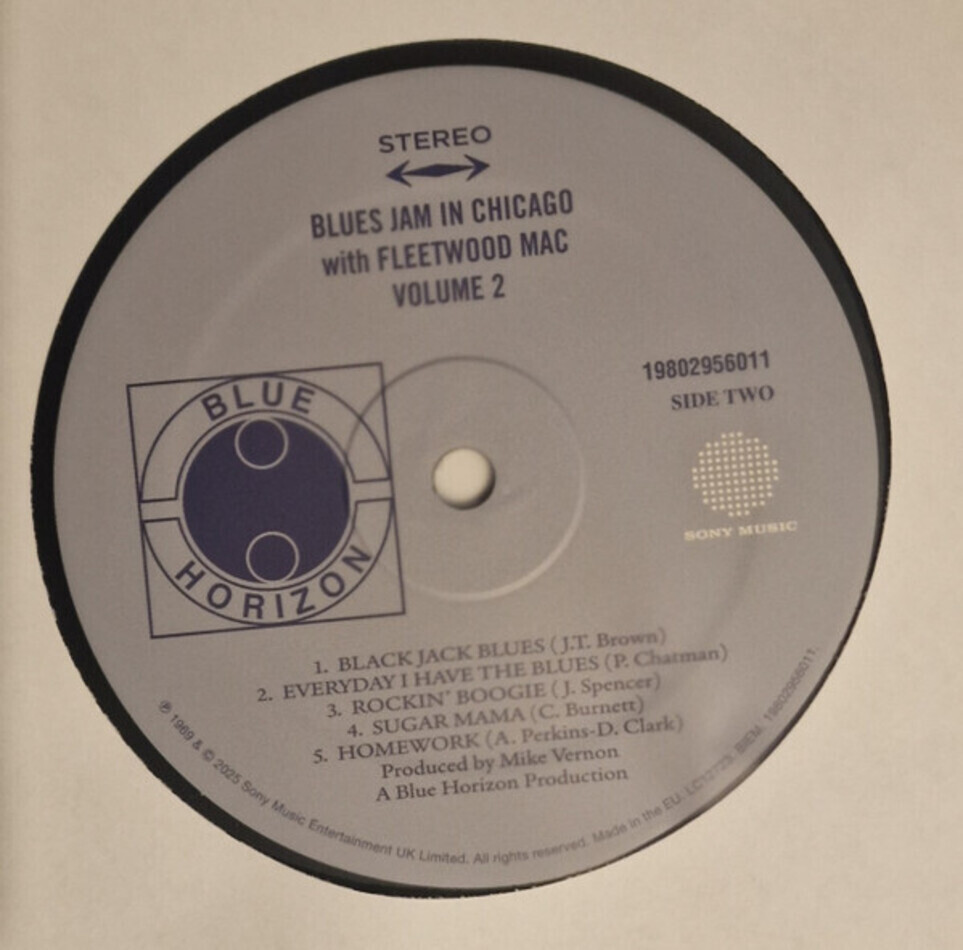 STEREO
BLUES JAM IN CHICAGO
with FLEETWOOD MAC
VOLUME 2
19802956011
SIDE TWO
BLUE
HORIZON
SONY MUSIC
1. BLACK JACK BLUES (J.T. Brown)
2. EVERYDAY I HAVE THE BLUES (P. Chatman)
3. ROCKIN' BOOGIE (J. Spencer)
4. SUGAR MAMA (C. Burnett)
5. HOMEWORK (A. Perkins-D. Clark)
Produced by Mike Vernon
A Blue Horizon Production
℗ 1969 & © 2025 Sony Music Entertainment UK Limited. All rights reserved. Made in the EU. LC12723. BIEM. 19802956011.